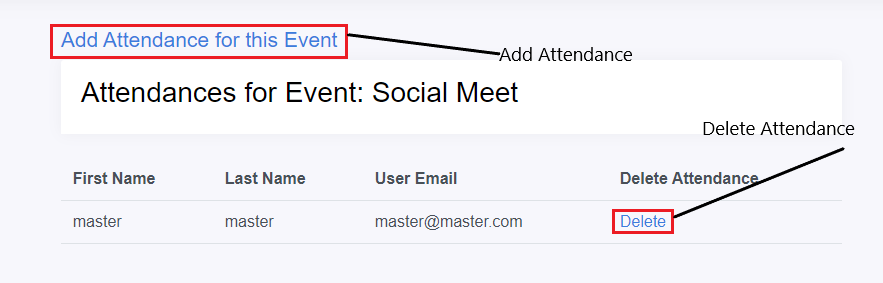 Add Attendance for this Event
Add Attendance
Attendances for Event: Social Meet
Delete Attendance
First Name Last Name User Email Delete Attendance
master master master@master.com Delete